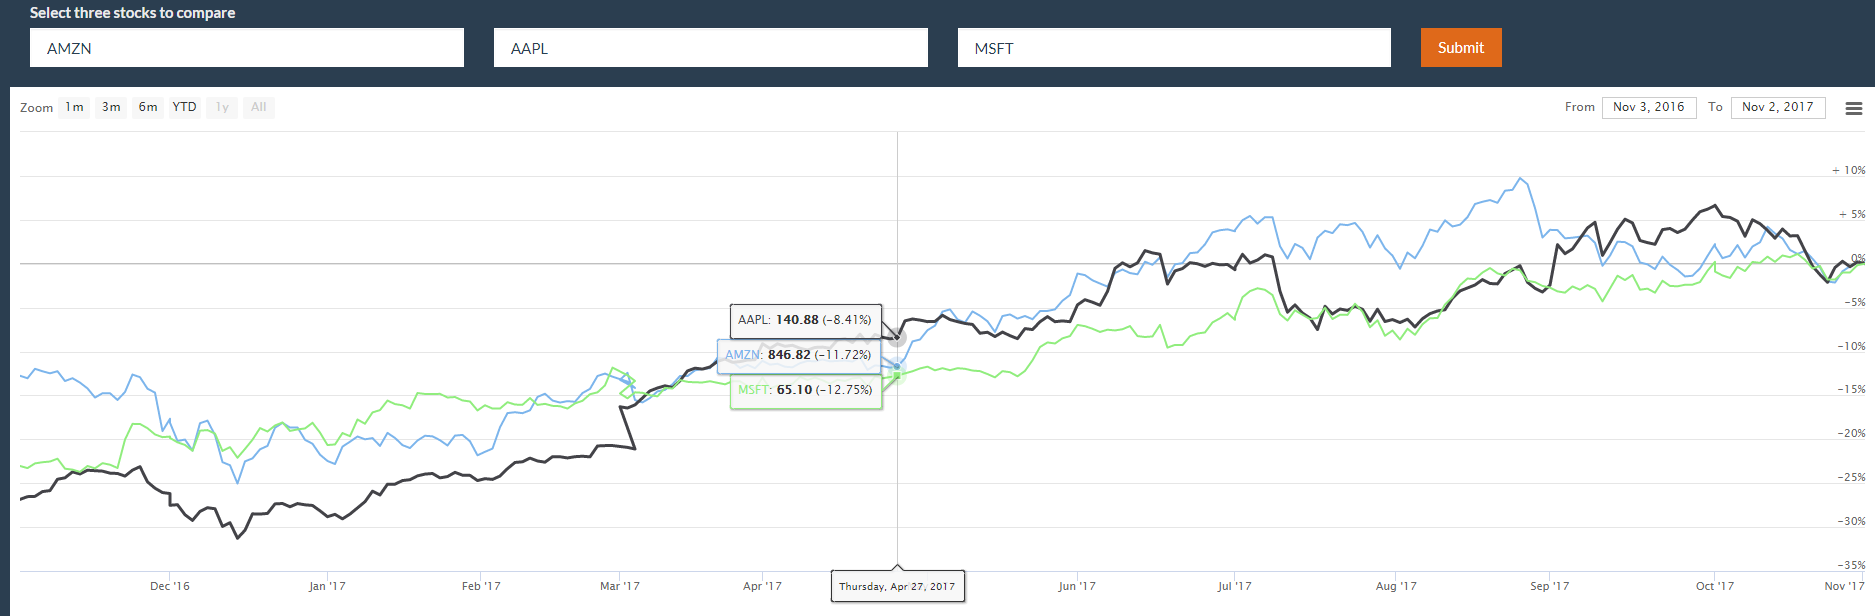 Select three stocks to compare
AMZN
AAPL
MSFT
Submit
Zoom 1m 3m 6m YTD 1y All
From Nov 3, 2016 To Nov 2, 2017
+ 10%
+ 5%
0%
-5%
-10%
-15%
-20%
-25%
-30%
-35%
AAPL: 140.88 (-8.41%)
AMZN: 846.82 (-11.72%)
MSFT: 65.10 (-12.75%)
Thursday, Apr 27, 2017
Dec '16 Jan '17 Feb '17 Mar '17 Apr '17 Jun '17 Jul '17 Aug '17 Sep '17 Oct '17 Nov '17